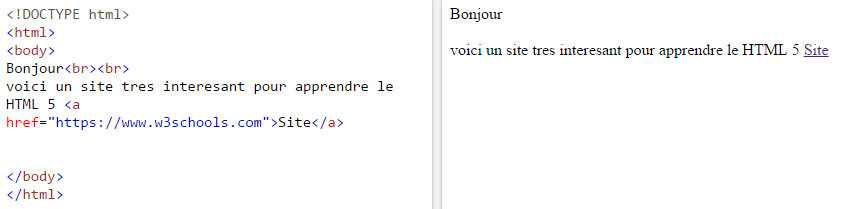 <!DOCTYPE html>
<html>
<body>
Bonjour<br><br>
voici un site tres interesant pour apprendre le
HTML 5 <a
href="https://www.w3schools.com">Site</a>
</body>
</html>
Bonjour
voici un site tres interesant pour apprendre le HTML 5 Site